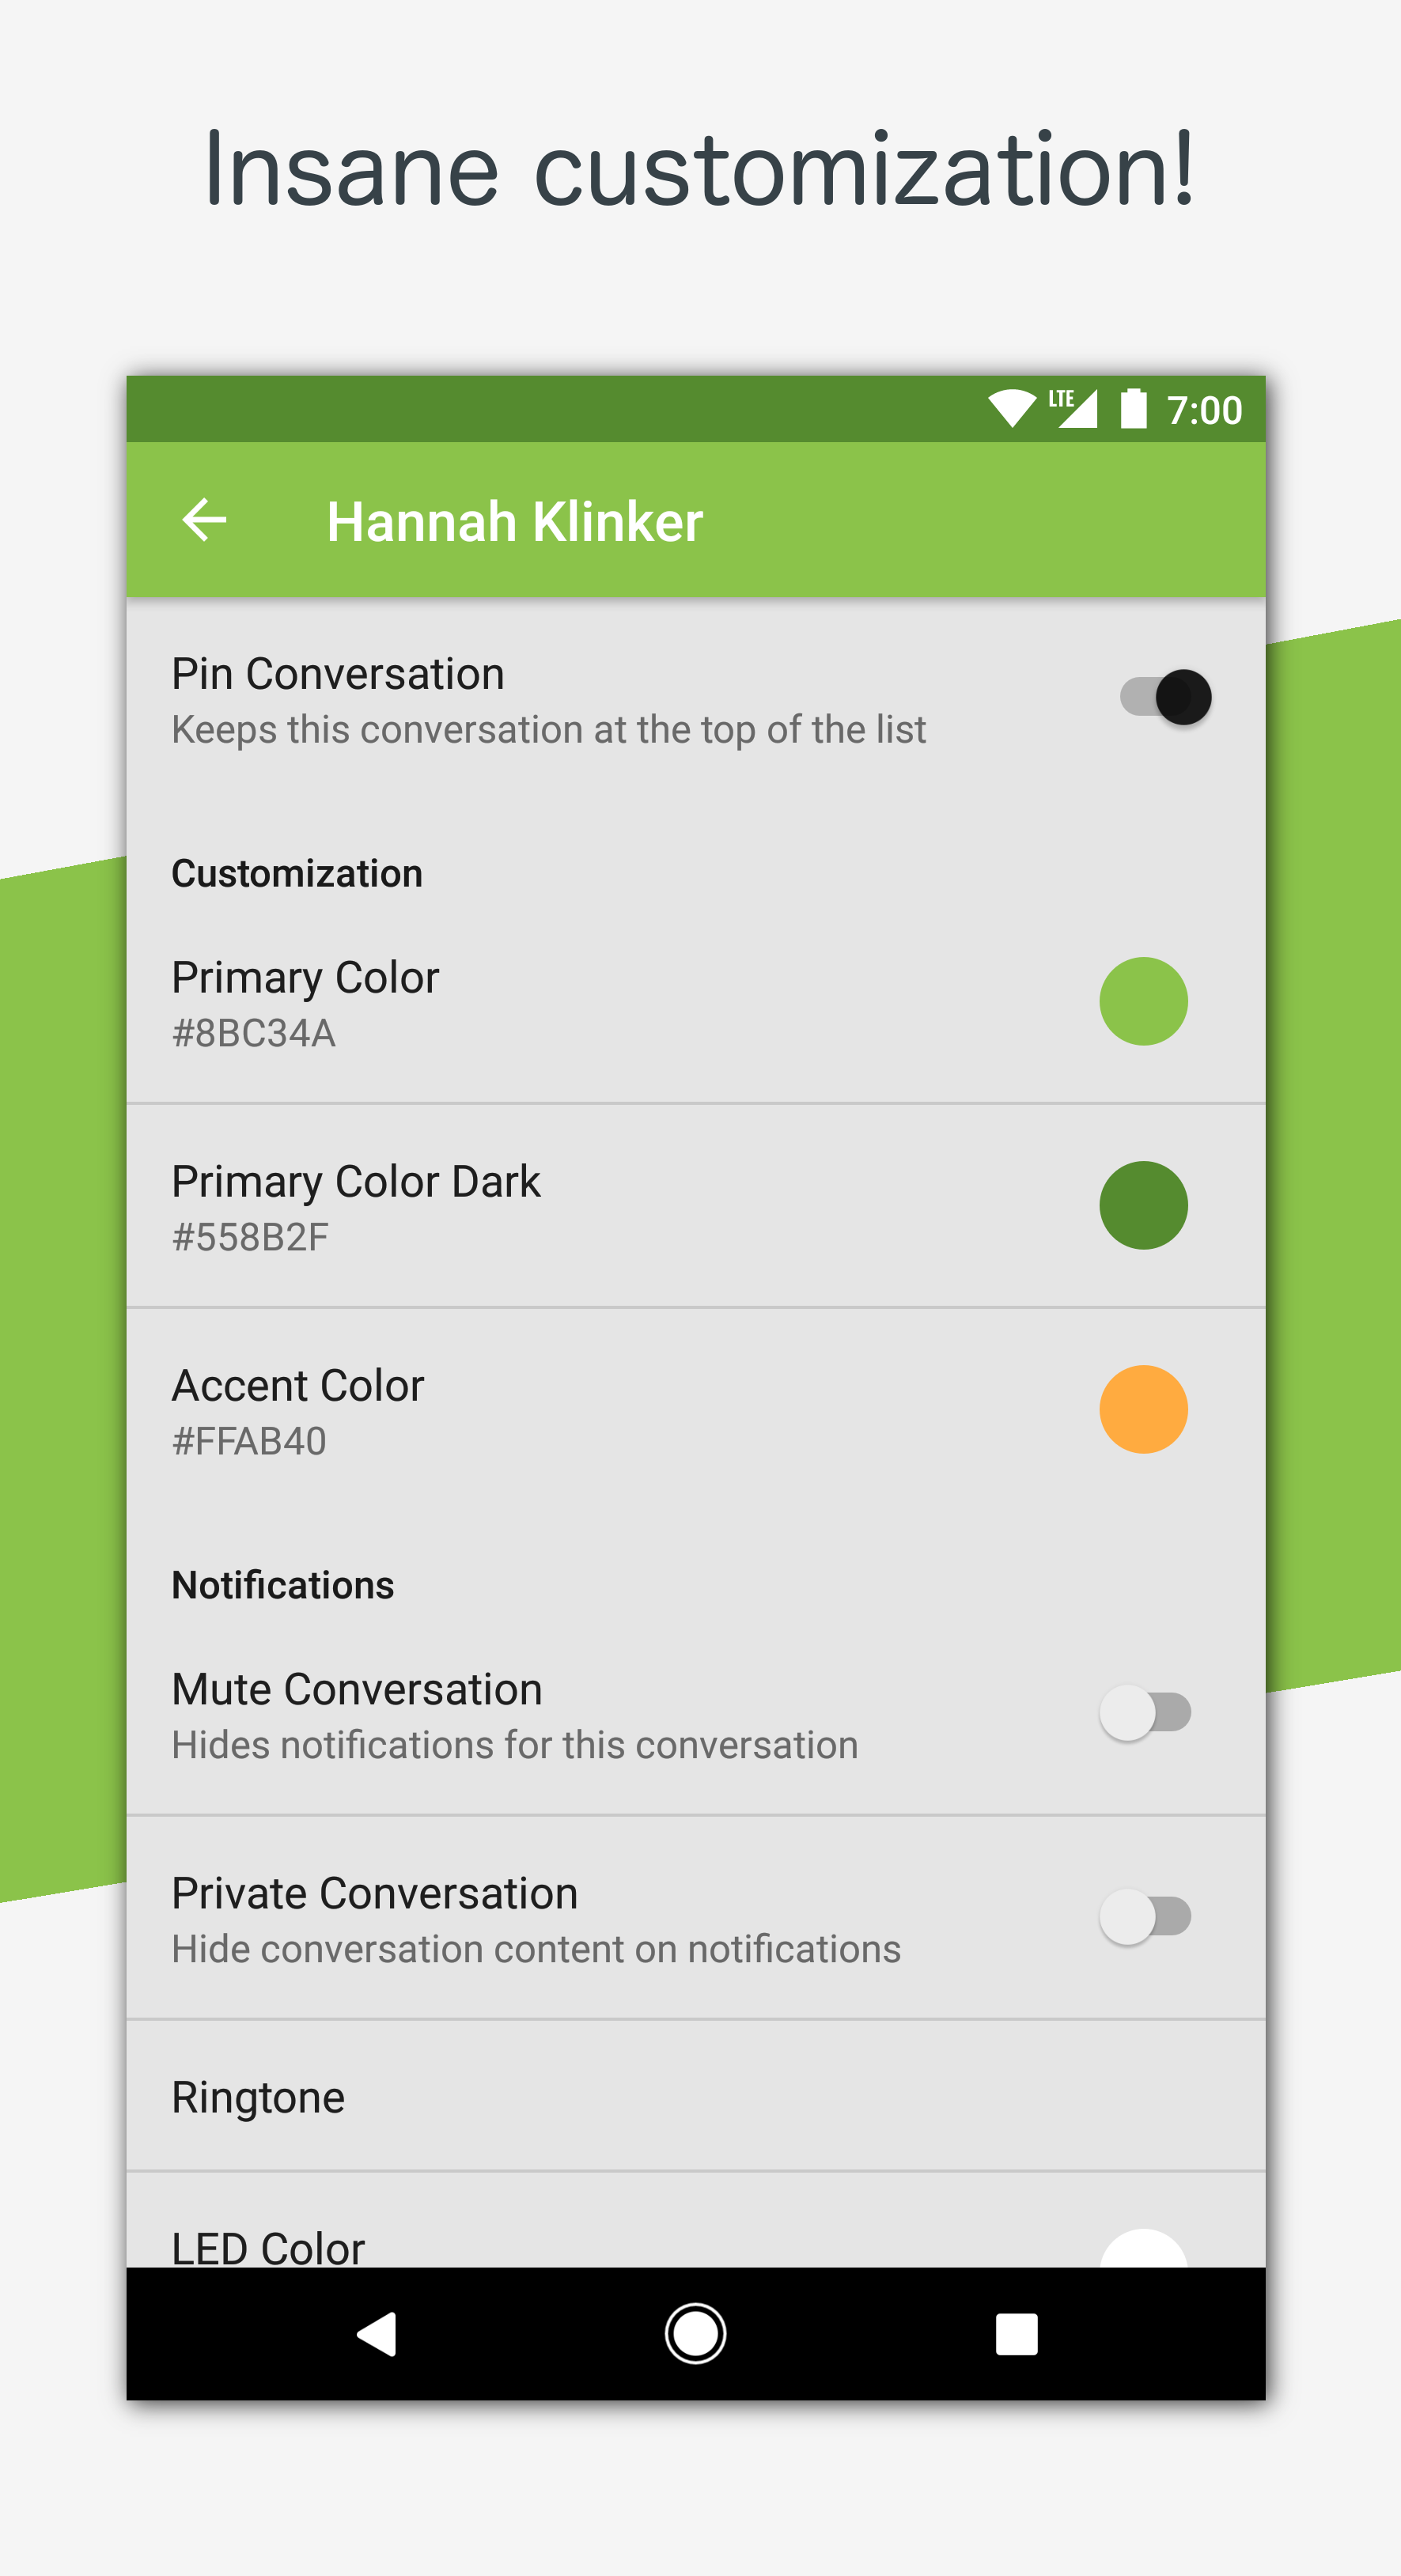 Insane customization!
LTE 7:00
Hannah Klinker
Pin Conversation
Keeps this conversation at the top of the list
Customization
Primary Color
#8BC34A
Primary Color Dark
#558B2F
Accent Color
#FFAB40
Notifications
Mute Conversation
Hides notifications for this conversation
Private Conversation
Hide conversation content on notifications
Ringtone
LED Color